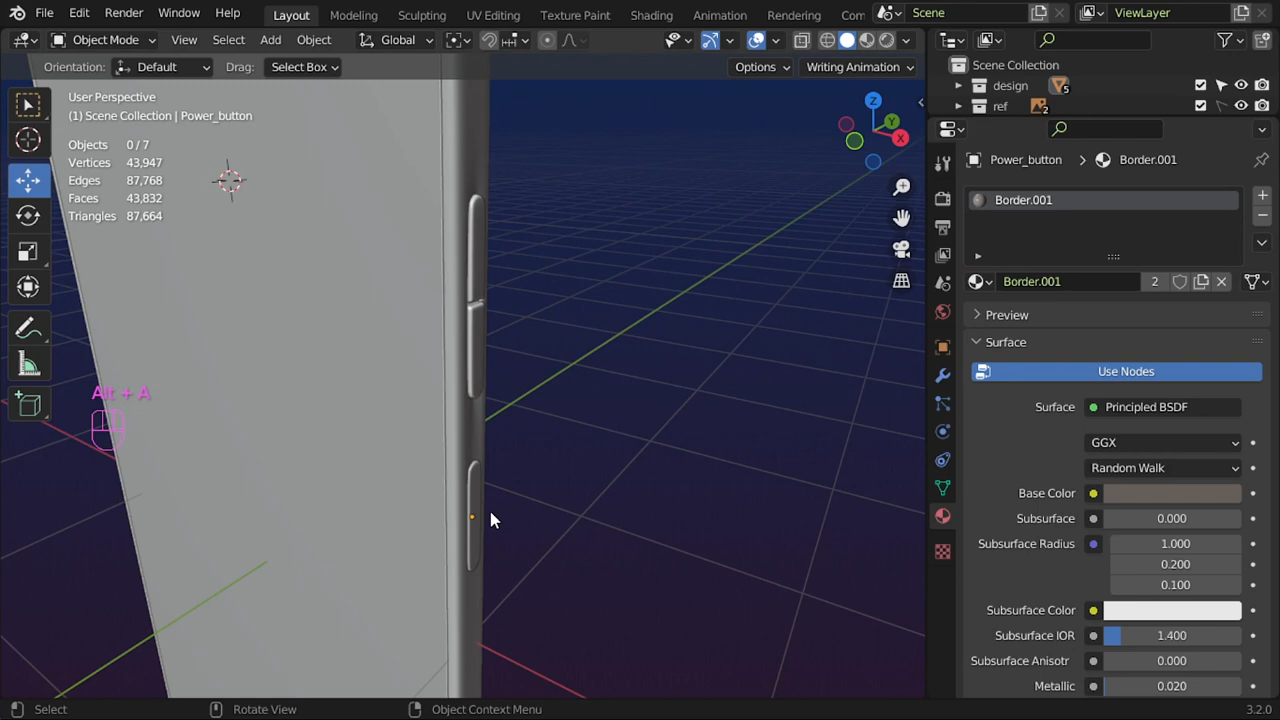 File Edit Render Window Help Layout Modeling Sculpting UV Editing Texture Paint Shading Animation Rendering Com Scene ViewLayer
Object Mode View Select Add Object Global
Orientation: Default Drag: Select Box Options Writing Animation
User Perspective
(1) Scene Collection | Power_button
Objects 0 / 7
Vertices 43,947
Edges 87,768
Faces 43,832
Triangles 87,664
Z
Y
X
Alt + A
Scene Collection
design 5
ref 2
Power_button Border.001
Border.001
Border.001 2
Preview
Surface
Use Nodes
Surface Principled BSDF
GGX
Random Walk
Base Color
Subsurface 0.000
Subsurface Radius 1.000
0.200
0.100
Subsurface Color
Subsurface IOR 1.400
Subsurface Anisotr 0.000
Metallic 0.020
Select Rotate View Object Context Menu 3.2.0